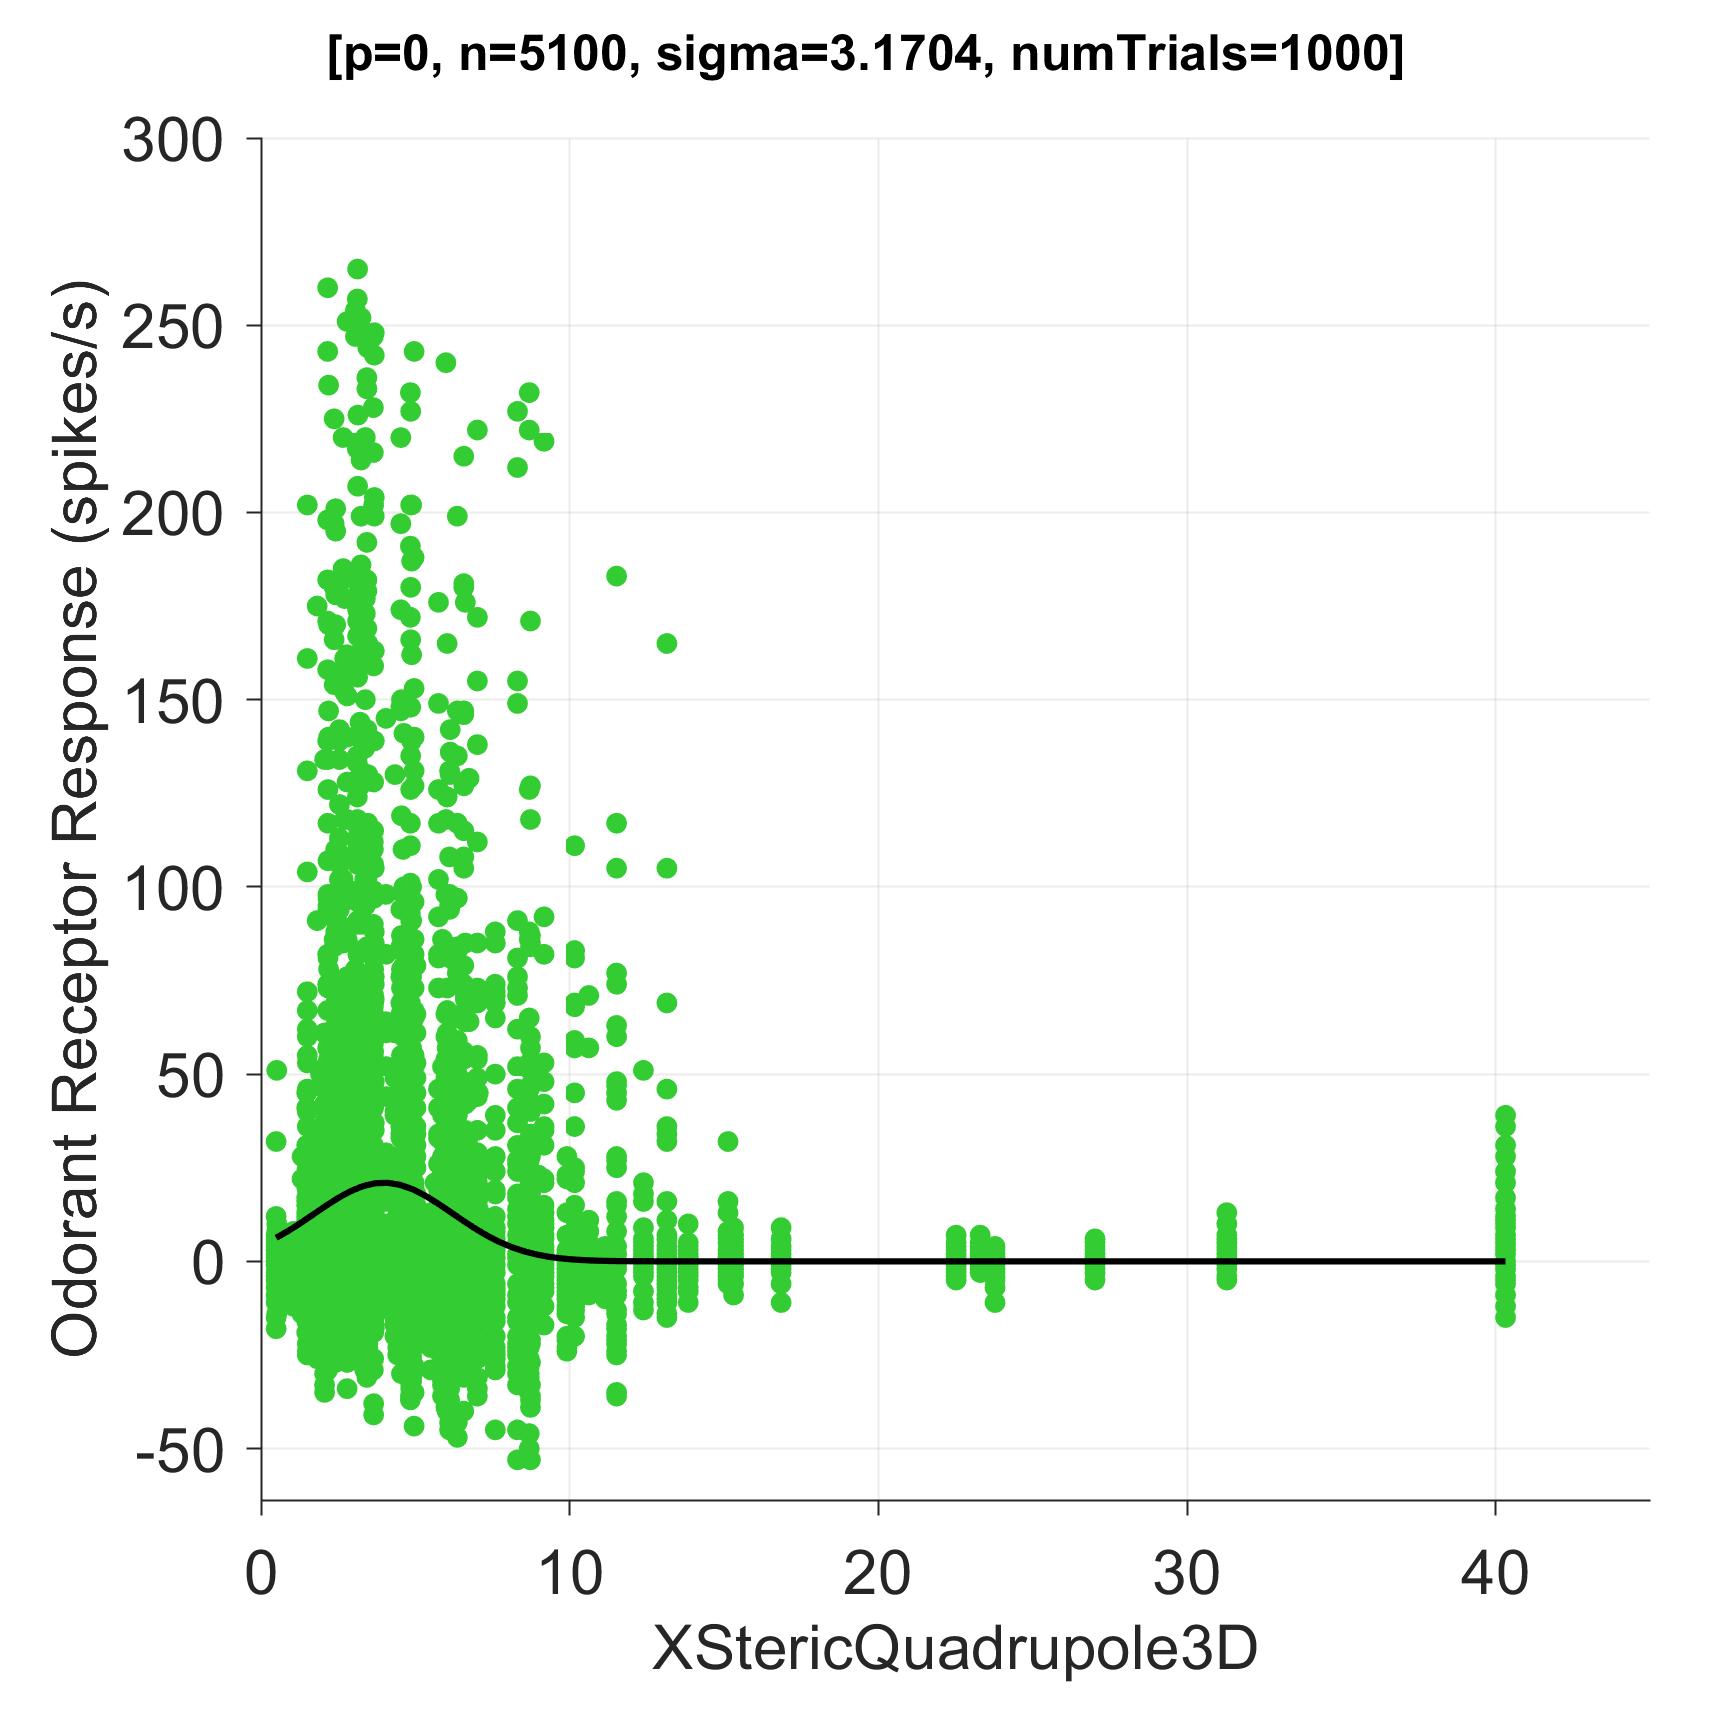 [p=0, n=5100, sigma=3.1704, numTrials=1000]
Odorant Receptor Response (spikes/s)
300
250
200
150
100
50
0
-50
0 10 20 30 40
XStericQuadrupole3D